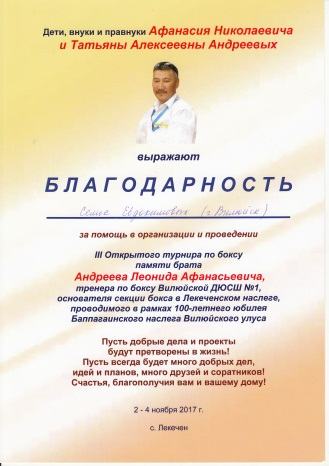 Дети, внуки и правнуки Афанасия Николаевича
и Татьяны Алексеевны Андреевых
выражают
БЛАГОДАРНОСТЬ
Семье Евдокимовых (г. Вилюйск)
за помощь в организации и проведении
III Открытого турнира по боксу
памяти брата
Андреева Леонида Афанасьевича,
тренера по боксу Вилюйской ДЮСШ №1,
основателя секции бокса в Лекеченском наслеге,
проводимого в рамках 100-летнего юбилея
Баппагаинского наслега Вилюйского улуса
Пусть добрые дела и проекты
будут претворены в жизнь!
Пусть всегда будет много добрых дел,
идей и планов, много друзей и соратников!
Счастья, благополучия вам и вашему дому!
2 - 4 ноября 2017 г.
с. Лекечен